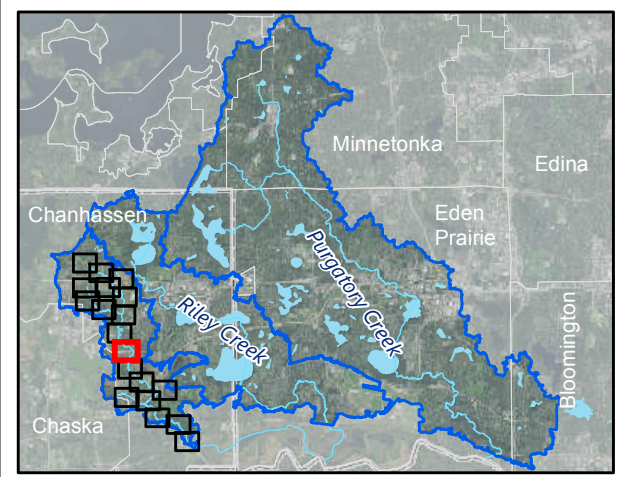 Minnetonka
Edina
Chanhassen
Eden
Prairie
Purgatory Creek
Riley Creek
Bloomington
Chaska